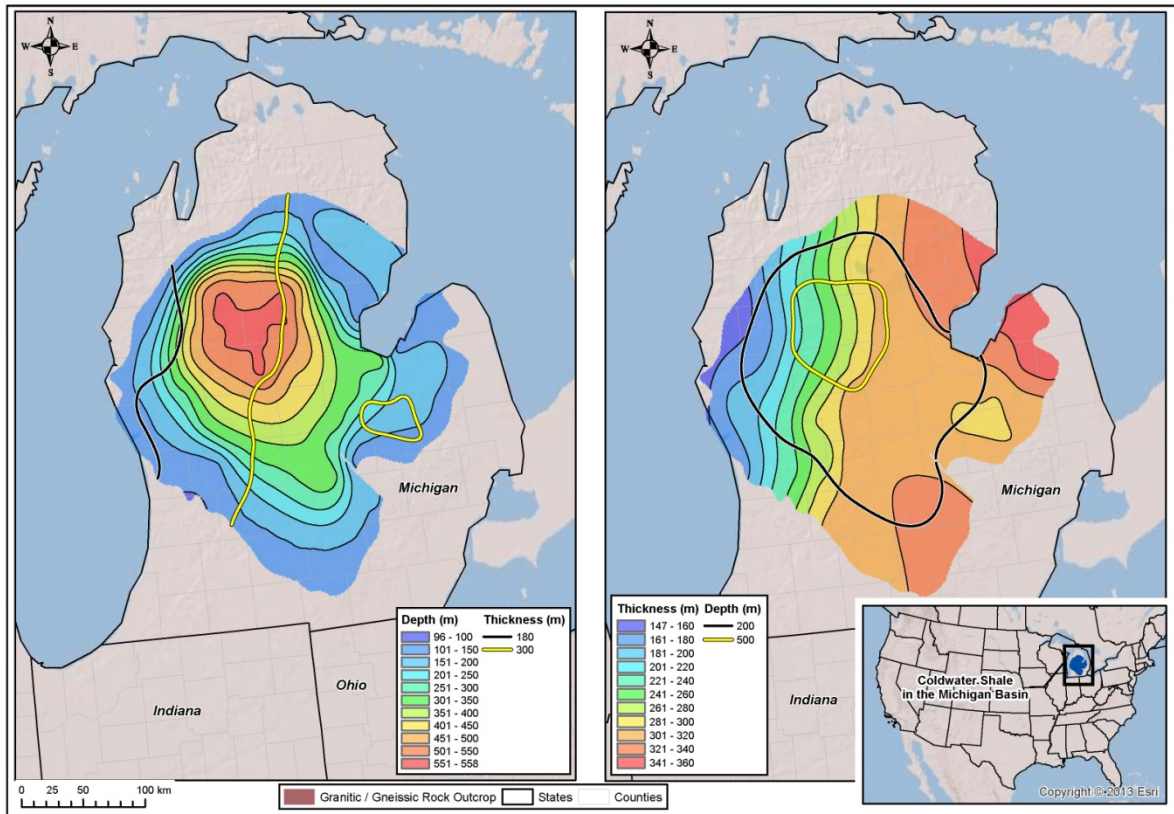 N
W E
S
Michigan
Ohio
Indiana
Depth (m) Thickness (m)
96 - 100 180
101 - 150 300
151 - 200
201 - 250
251 - 300
301 - 350
351 - 400
401 - 450
451 - 500
501 - 550
551 - 558
N
W E
S
Michigan
Indiana
Thickness (m) Depth (m)
147 - 160 200
161 - 180 500
181 - 200
201 - 220
221 - 240
241 - 260
261 - 280
281 - 300
301 - 320
321 - 340
341 - 360
Coldwater Shale
in the Michigan Basin
Copyright:© 2013 Esri
0 25 50 100 km
Granitic / Gneissic Rock Outcrop States Counties